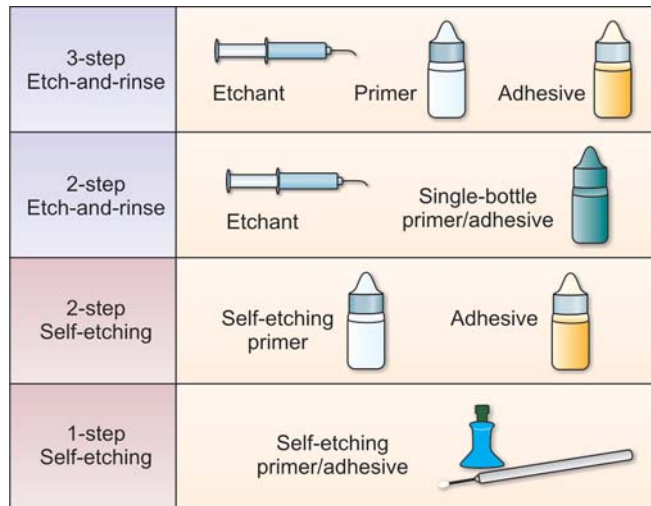 3-step
Etch-and-rinse
Etchant
Primer
Adhesive
2-step
Etch-and-rinse
Etchant
Single-bottle
primer/adhesive
2-step
Self-etching
Self-etching
primer
Adhesive
1-step
Self-etching
Self-etching
primer/adhesive